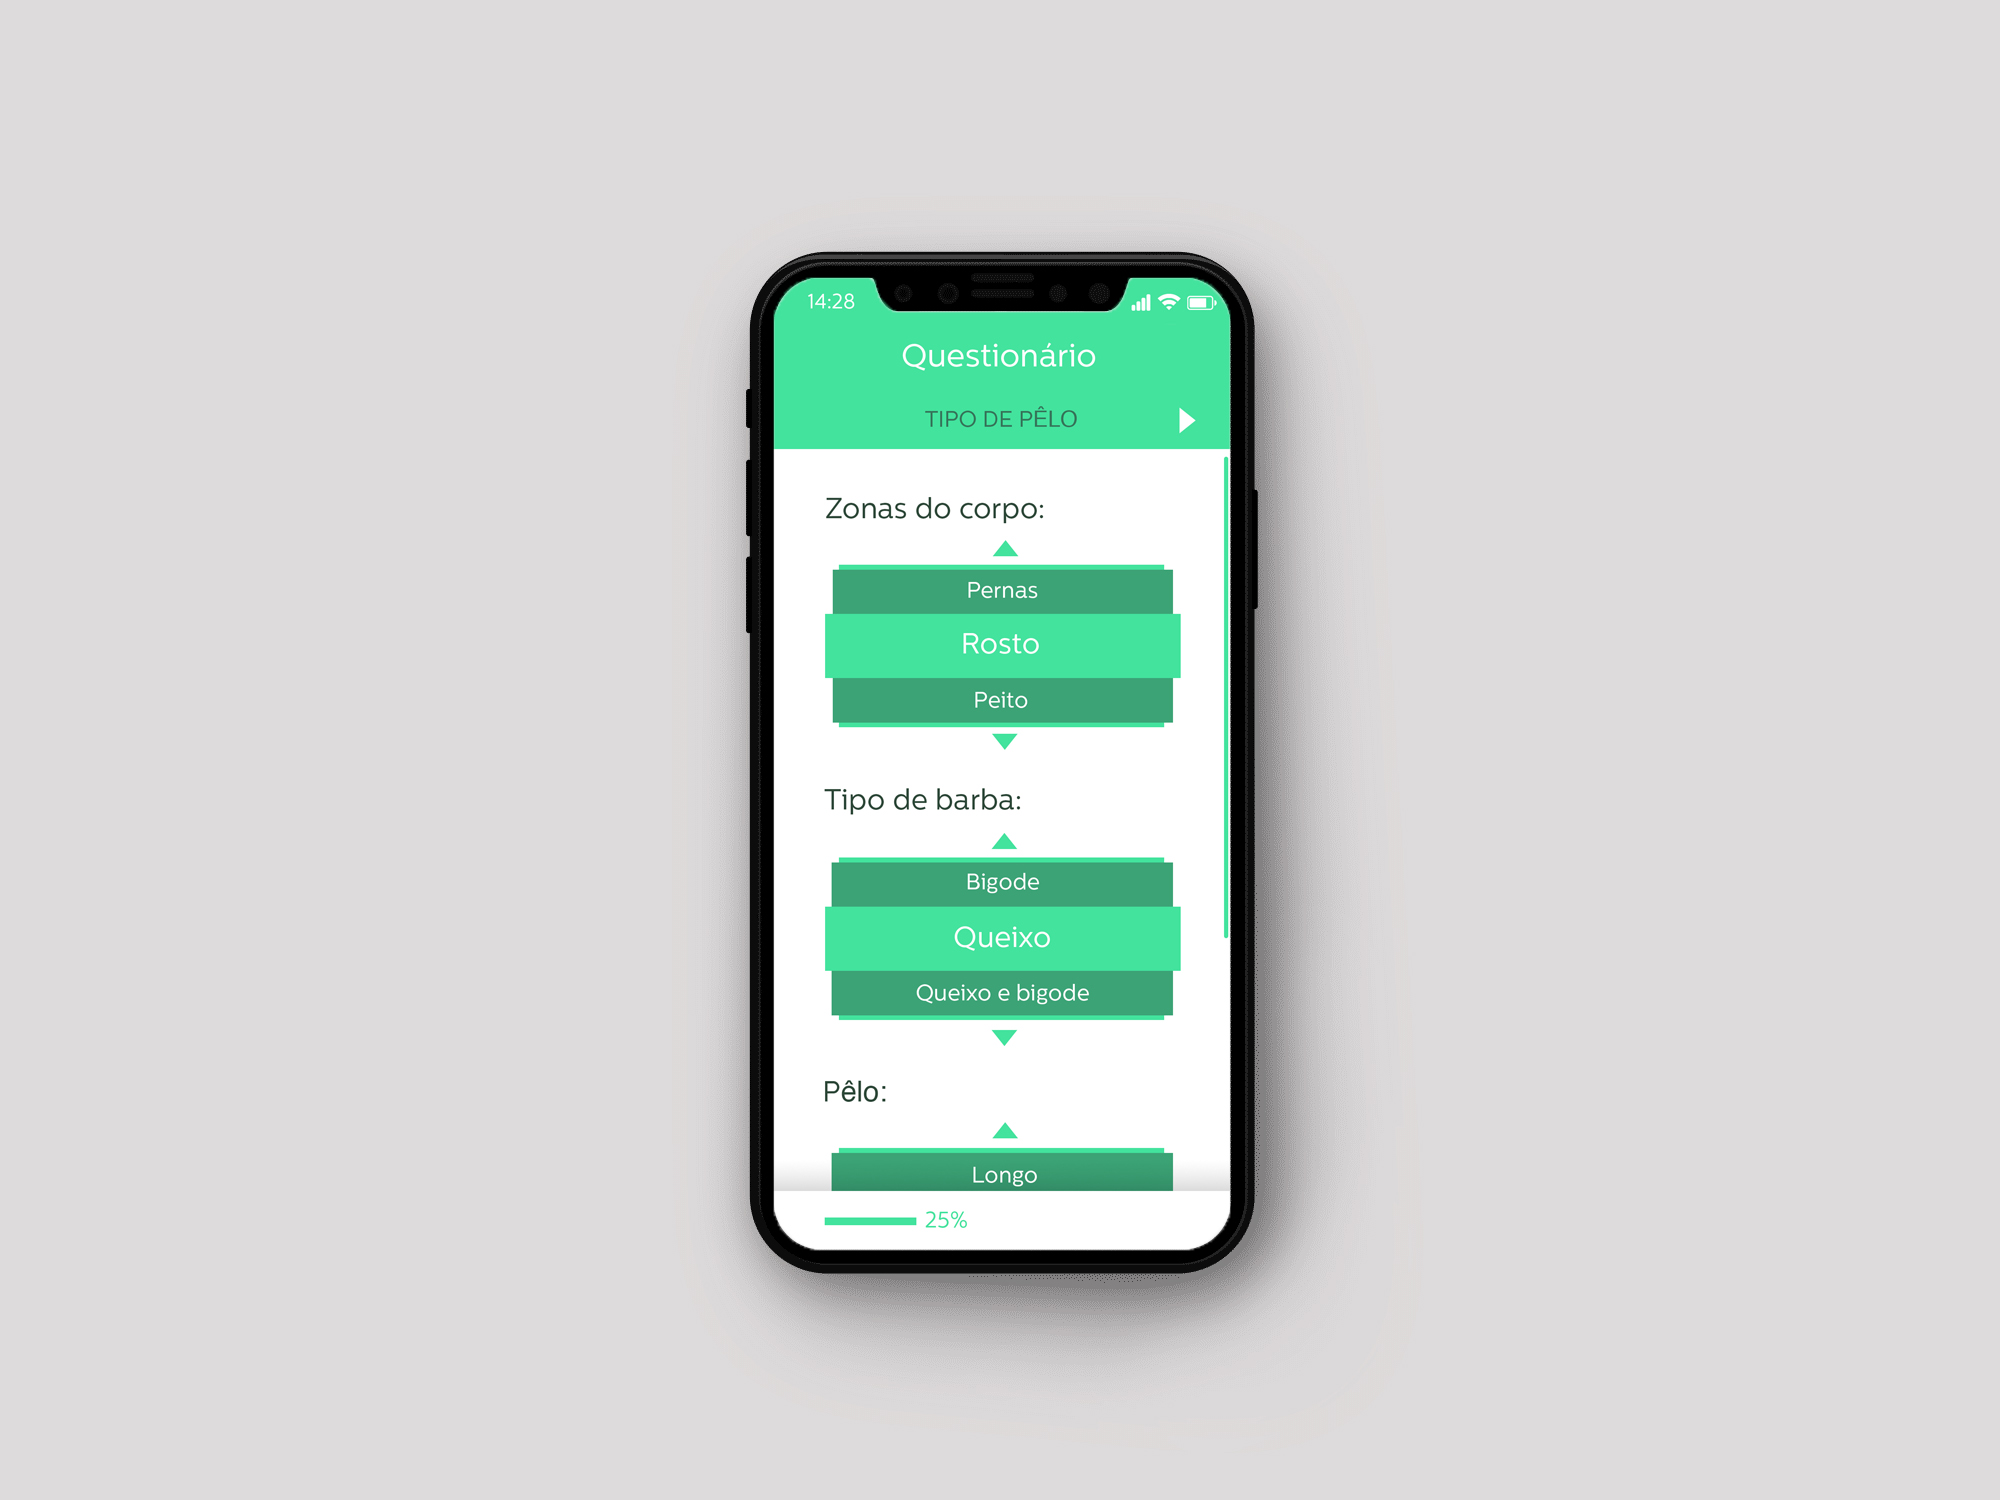 14:28
Questionário
TIPO DE PÊLO
Zonas do corpo:
Pernas
Rosto
Peito
Tipo de barba:
Bigode
Queixo
Queixo e bigode
Pêlo:
Longo
25%